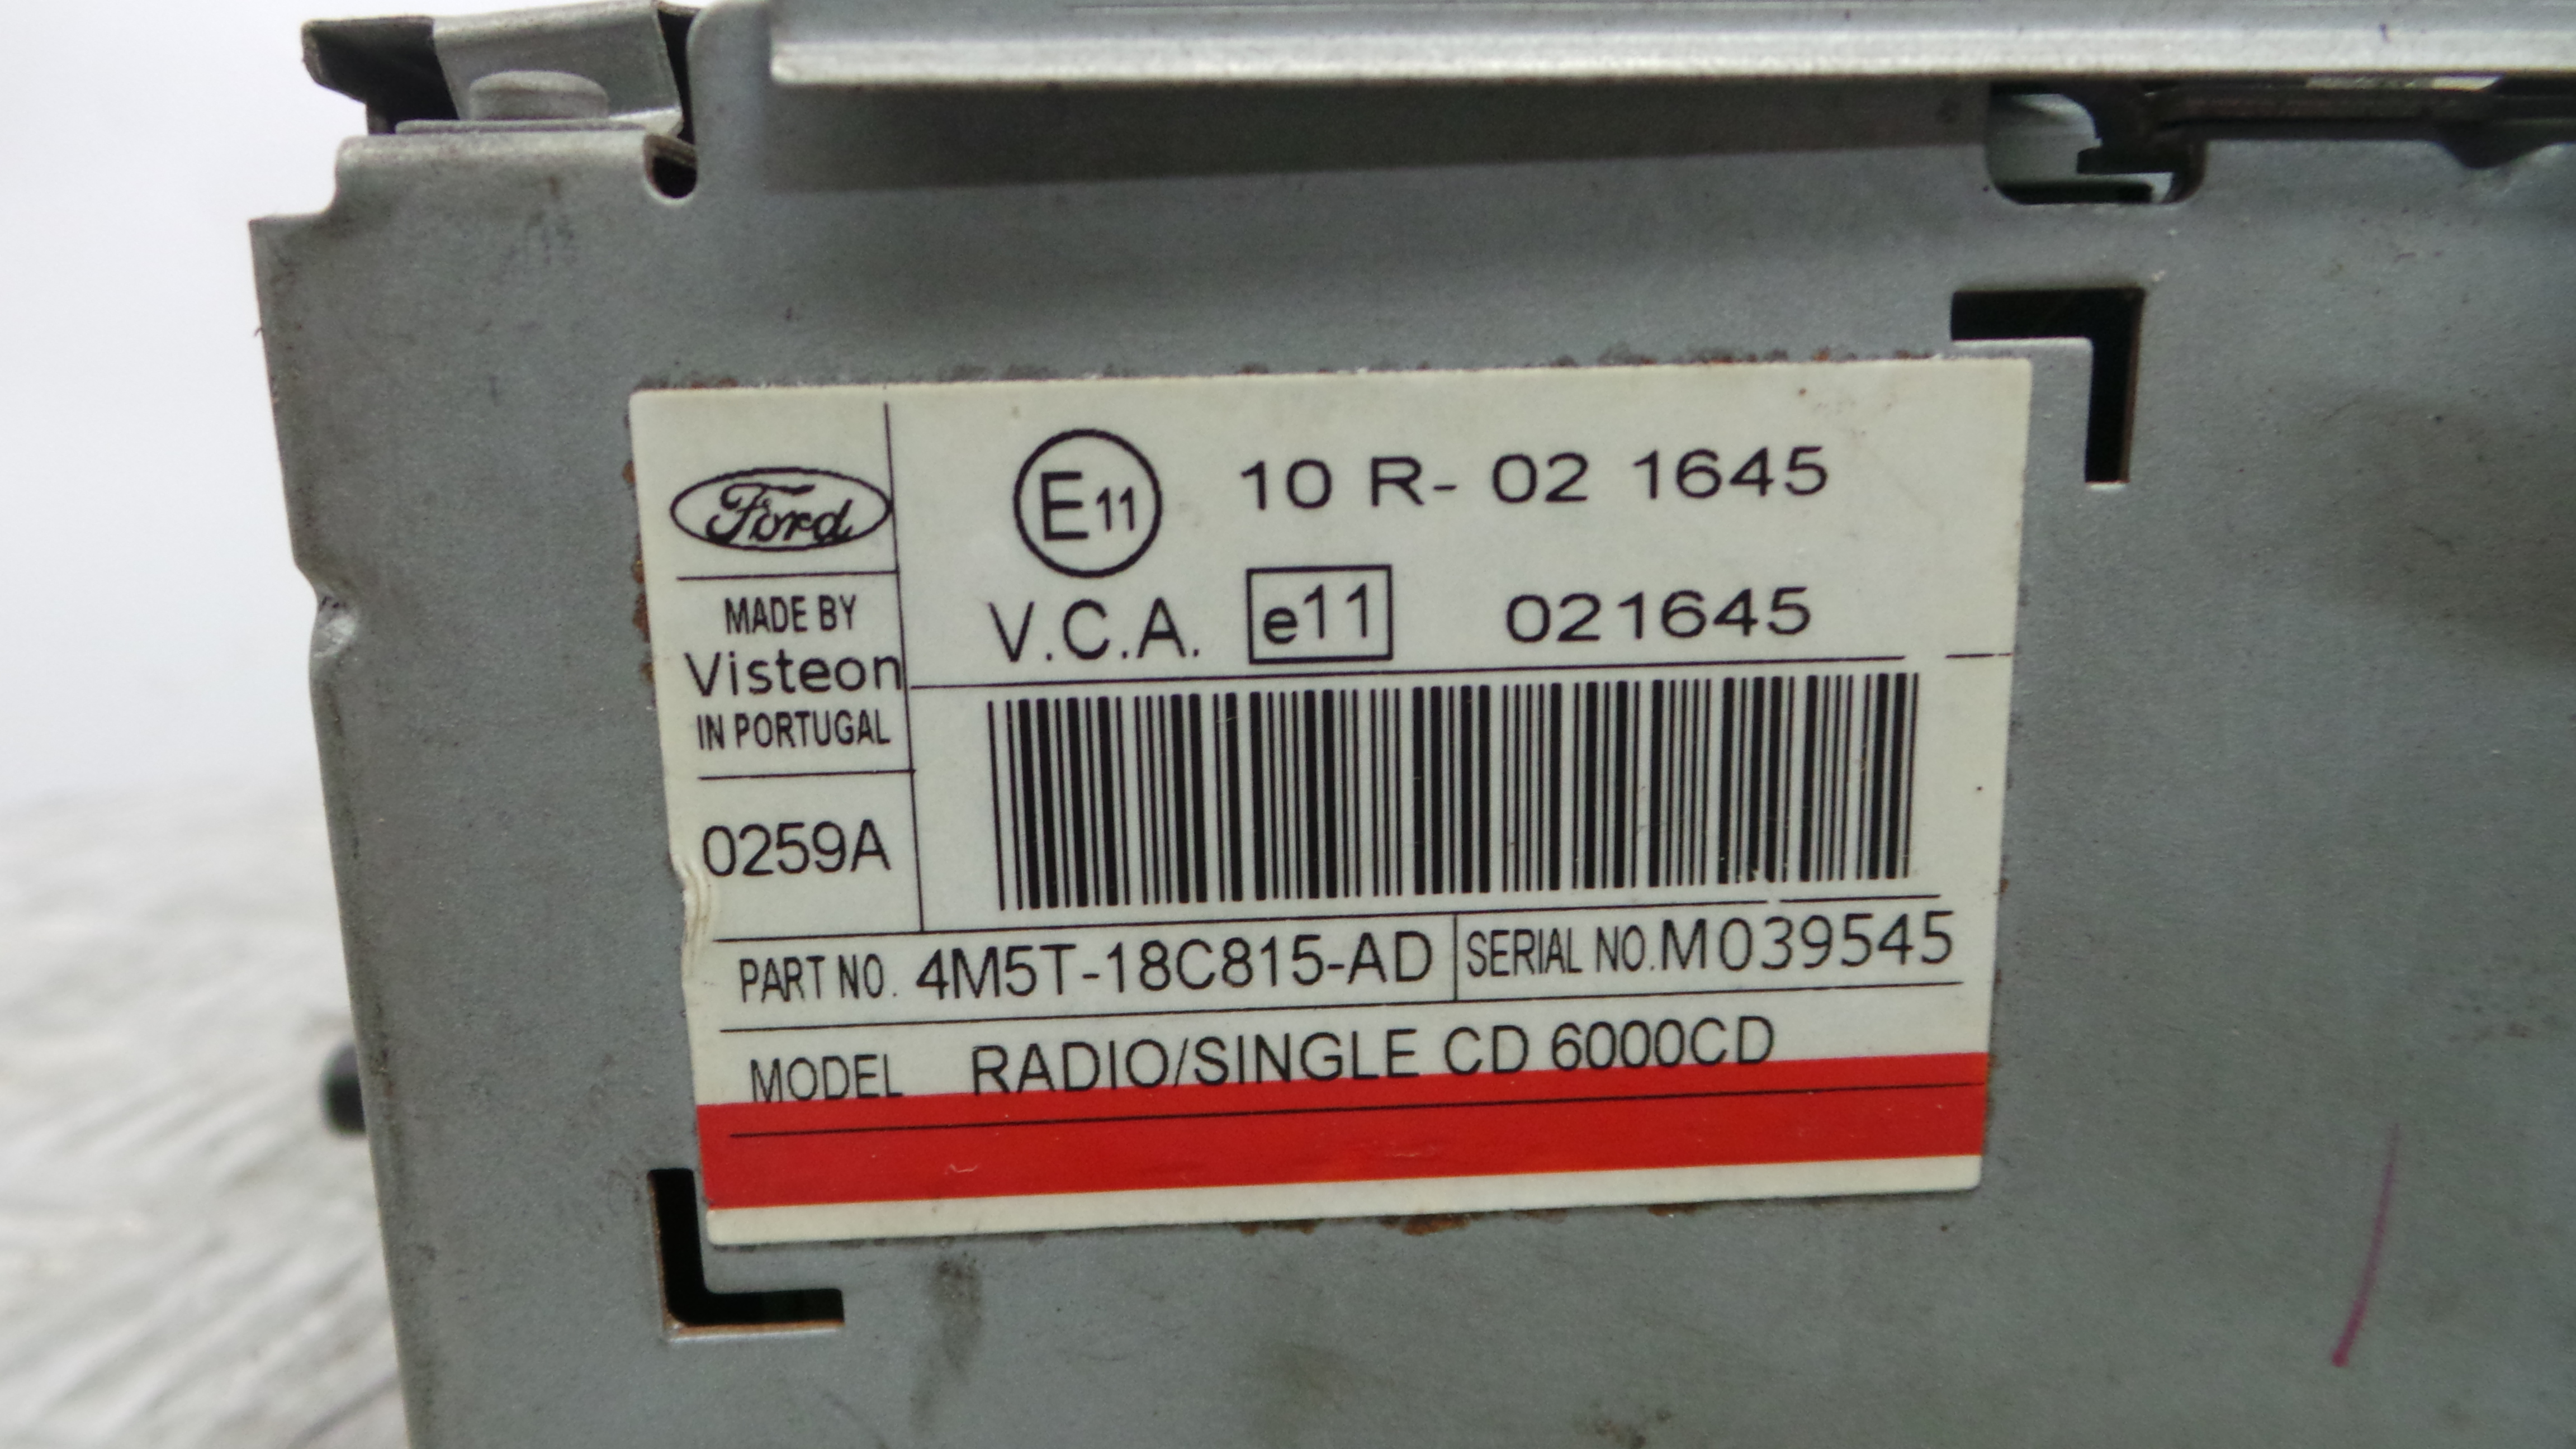 Ford
E11 10 R- 02 1645
V.C.A. e11 021645
MADE BY
Visteon
IN PORTUGAL
0259A
PART NO. 4M5T-18C815-AD SERIAL NO. M039545
MODEL RADIO/SINGLE CD 6000CD